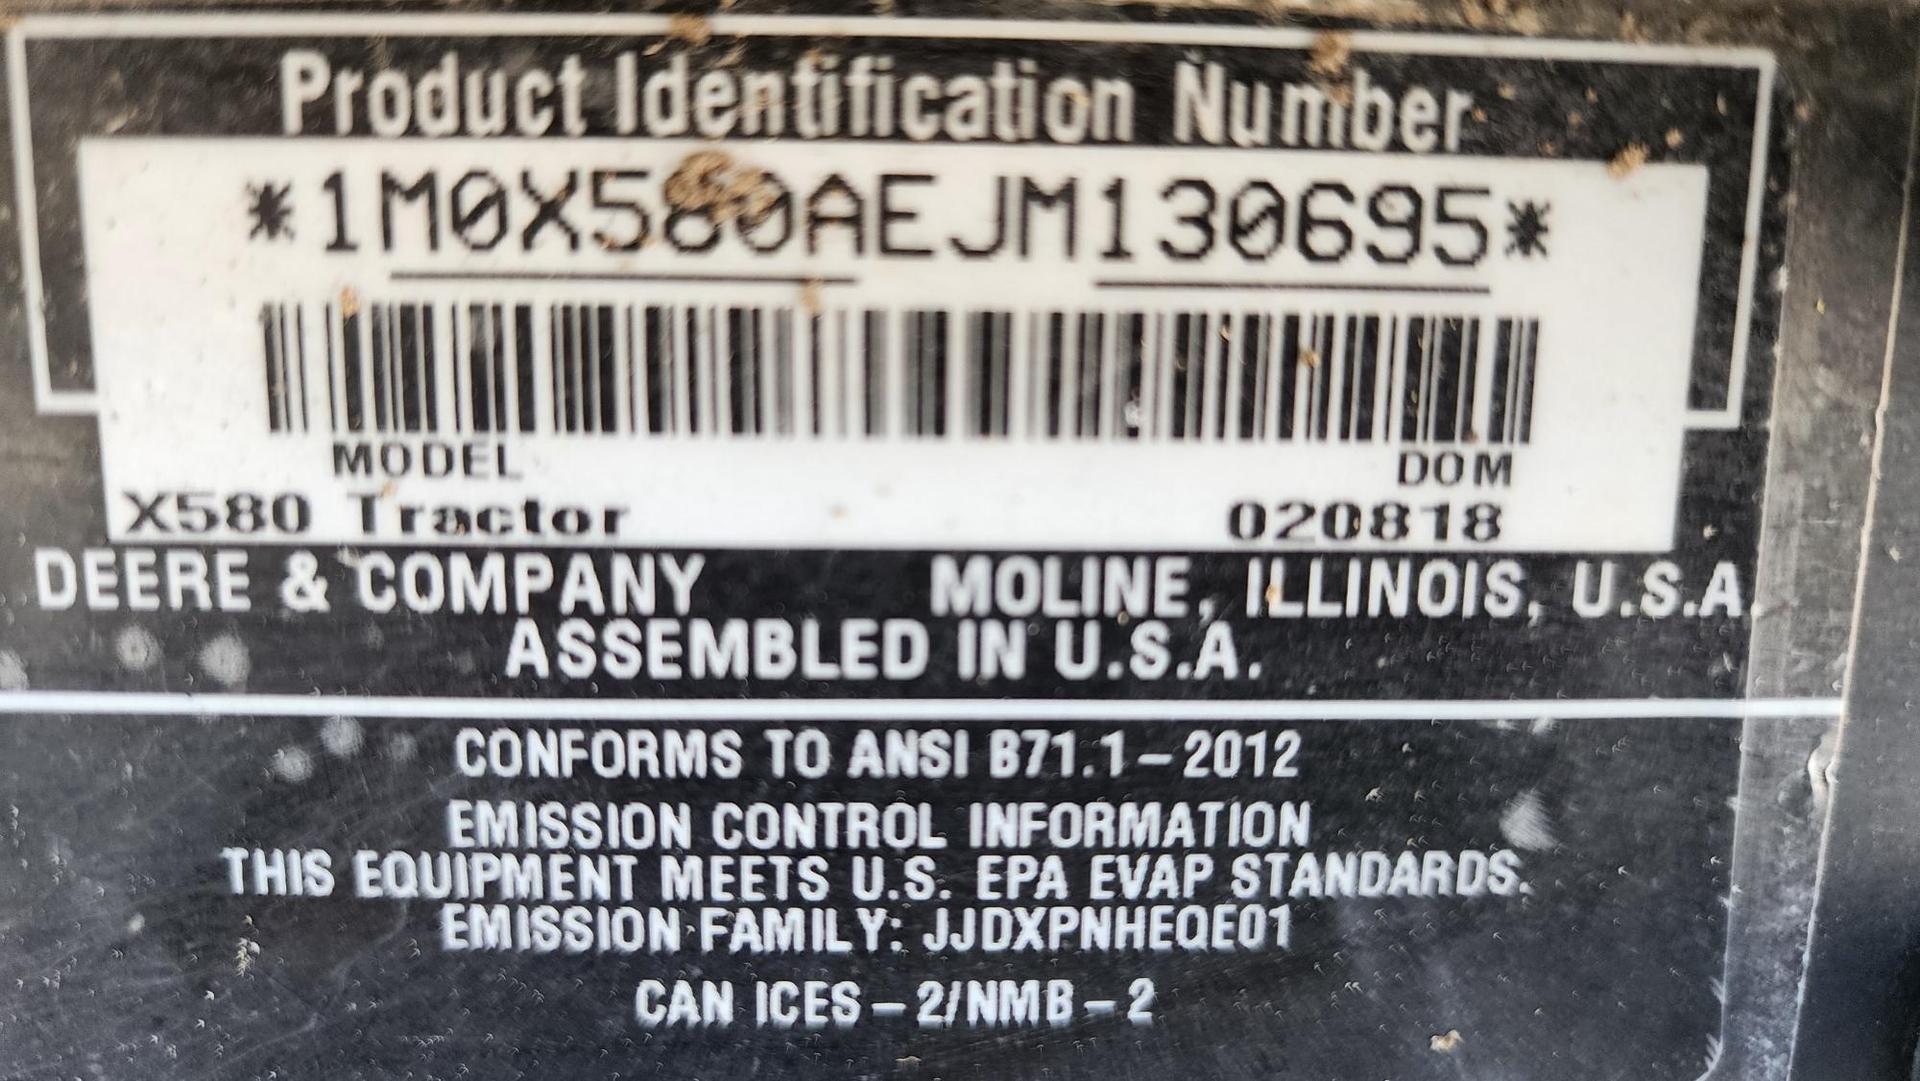 Product Identification Number
*1M0X580AEJM130695*
MODEL DOM
X580 Tractor 020818
DEERE & COMPANY MOLINE, ILLINOIS, U.S.A.
ASSEMBLED IN U.S.A.
CONFORMS TO ANSI B71.1-2012
EMISSION CONTROL INFORMATION
THIS EQUIPMENT MEETS U.S. EPA EVAP STANDARDS.
EMISSION FAMILY: JJDXPNHEQE01
CAN ICES-2/NMB-2